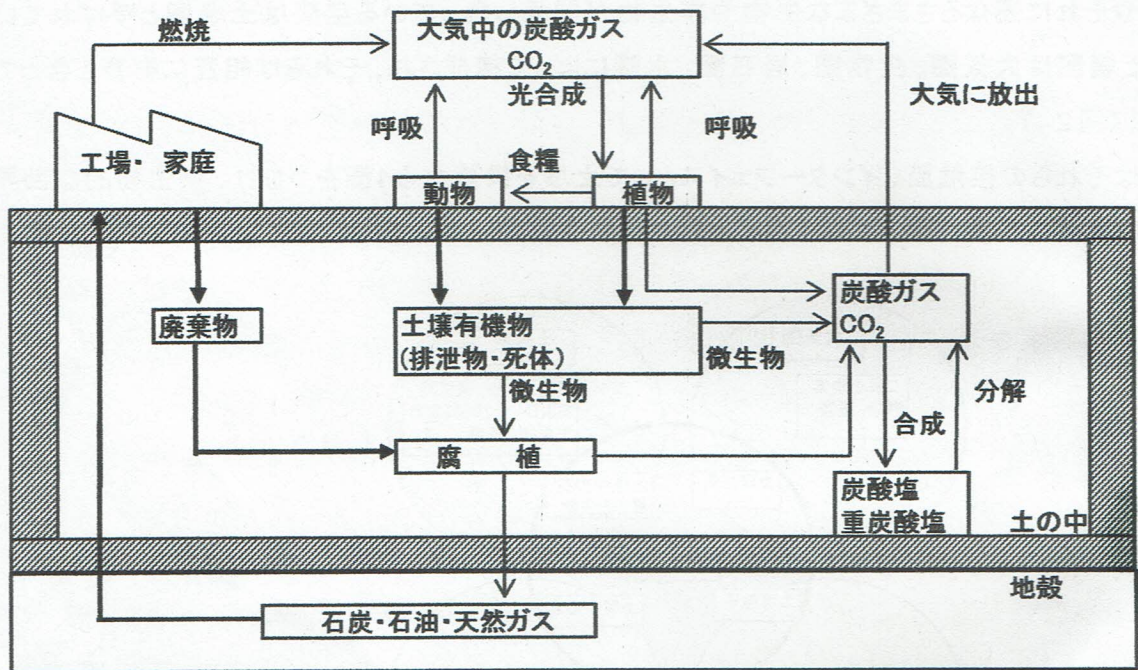 燃焼
大気中の炭酸ガス
CO₂
光合成
大気に放出
呼吸
呼吸
工場・ 家庭
食糧
動物
植物
廃棄物
土壌有機物
(排泄物・死体)
炭酸ガス
CO₂
微生物
微生物
分解
合成
腐 植
炭酸塩
重炭酸塩
土の中
地殻
石炭・石油・天然ガス